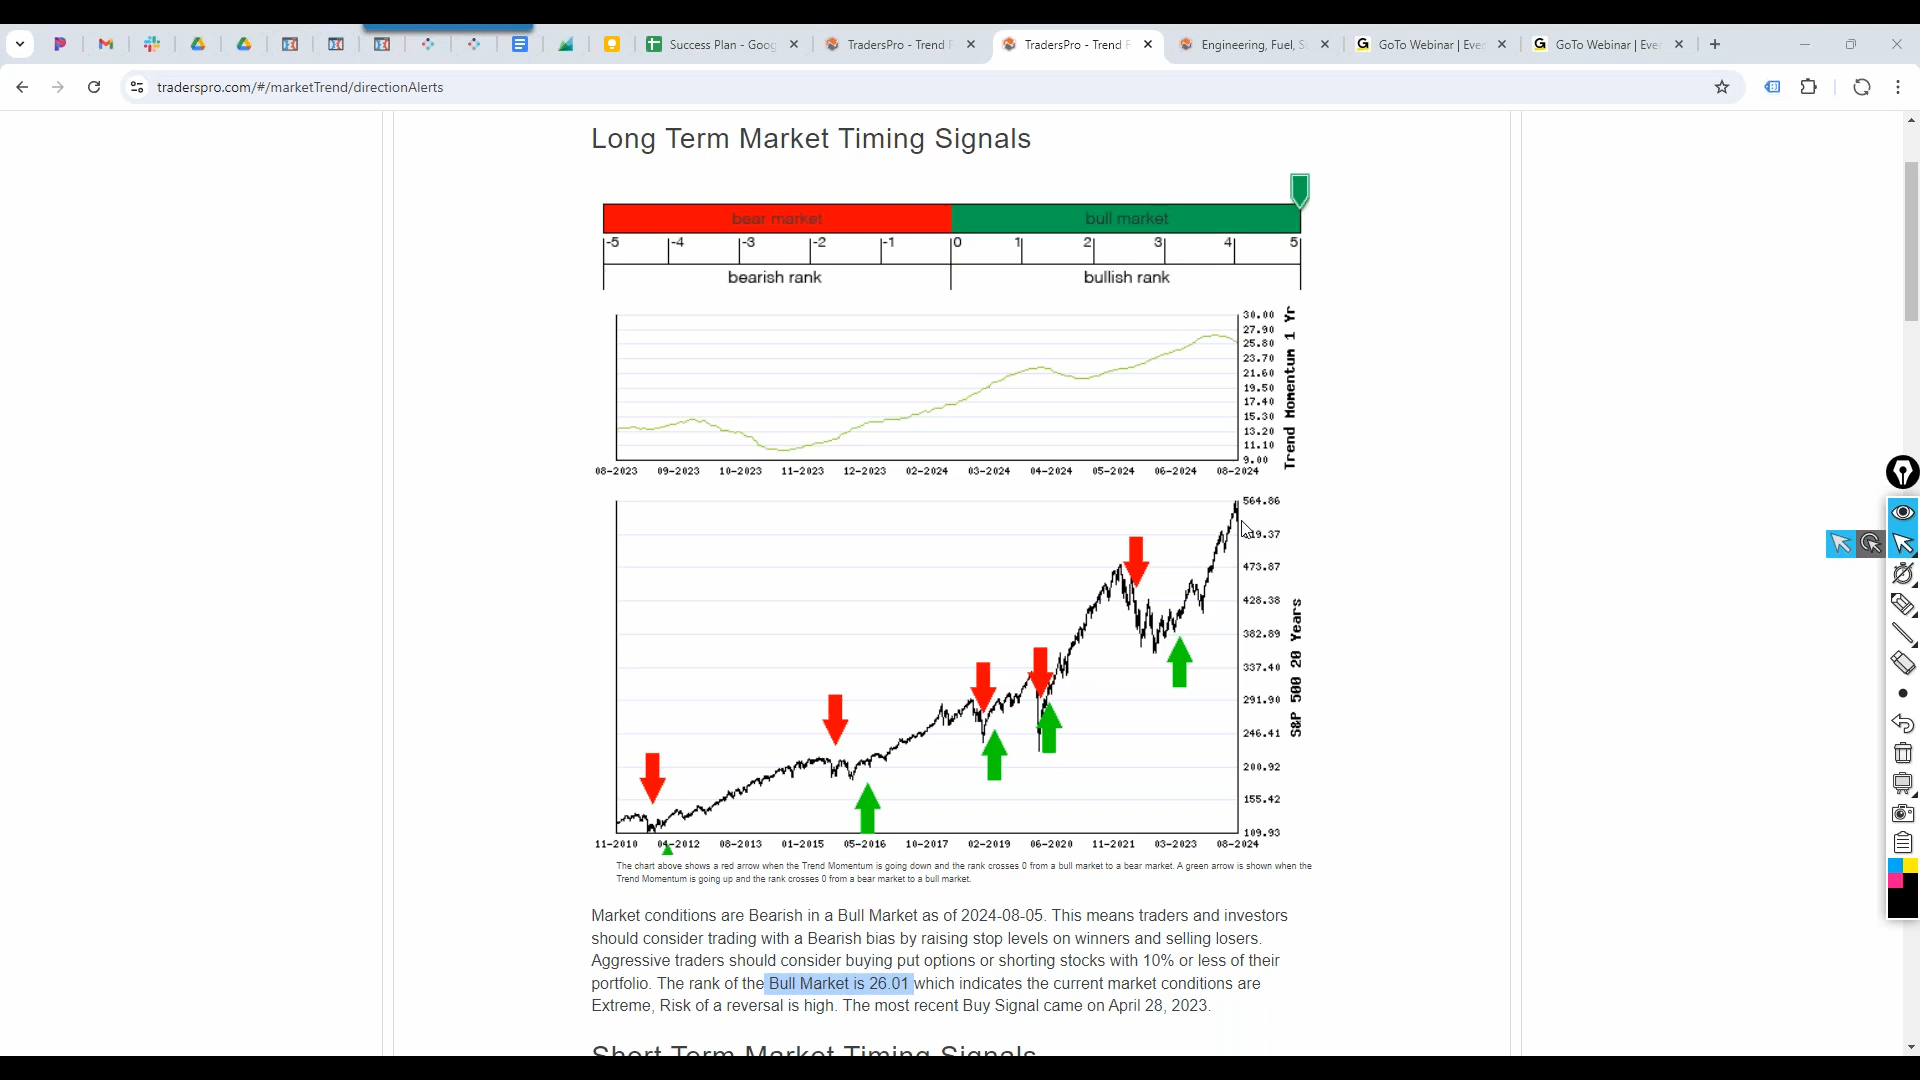 Success Plan - Goog
TradersPro - Trend F
TradersPro - Trend F
Engineering, Fuel, S
GoTo Webinar | Ever
GoTo Webinar | Ever
traderspro.com/#/marketTrend/directionAlerts
Long Term Market Timing Signals
bear market bull market
-5 -4 -3 -2 -1 0 1 2 3 4 5
bearish rank bullish rank
30.00
27.90
25.80
23.70
21.60
19.50
17.40
15.30
13.20
11.10
9.00
Trend Momentum 1 Yr
08-2023 09-2023 10-2023 11-2023 12-2023 02-2024 03-2024 04-2024 05-2024 06-2024 08-2024
564.86
19.37
473.87
428.38
382.89
337.40
291.90
246.41
200.92
155.42
109.93
S&P 500 20 Years
11-2010 04-2012 08-2013 01-2015 05-2016 10-2017 02-2019 06-2020 11-2021 03-2023 08-2024
The chart above shows a red arrow when the Trend Momentum is going down and the rank crosses 0 from a bull market to a bear market. A green arrow is shown when the
Trend Momentum is going up and the rank crosses 0 from a bear market to a bull market.
Market conditions are Bearish in a Bull Market as of 2024-08-05. This means traders and investors
should consider trading with a Bearish bias by raising stop levels on winners and selling losers.
Aggressive traders should consider buying put options or shorting stocks with 10% or less of their
portfolio. The rank of the Bull Market is 26.01 which indicates the current market conditions are
Extreme, Risk of a reversal is high. The most recent Buy Signal came on April 28, 2023.
Short Term Market Timing Signals